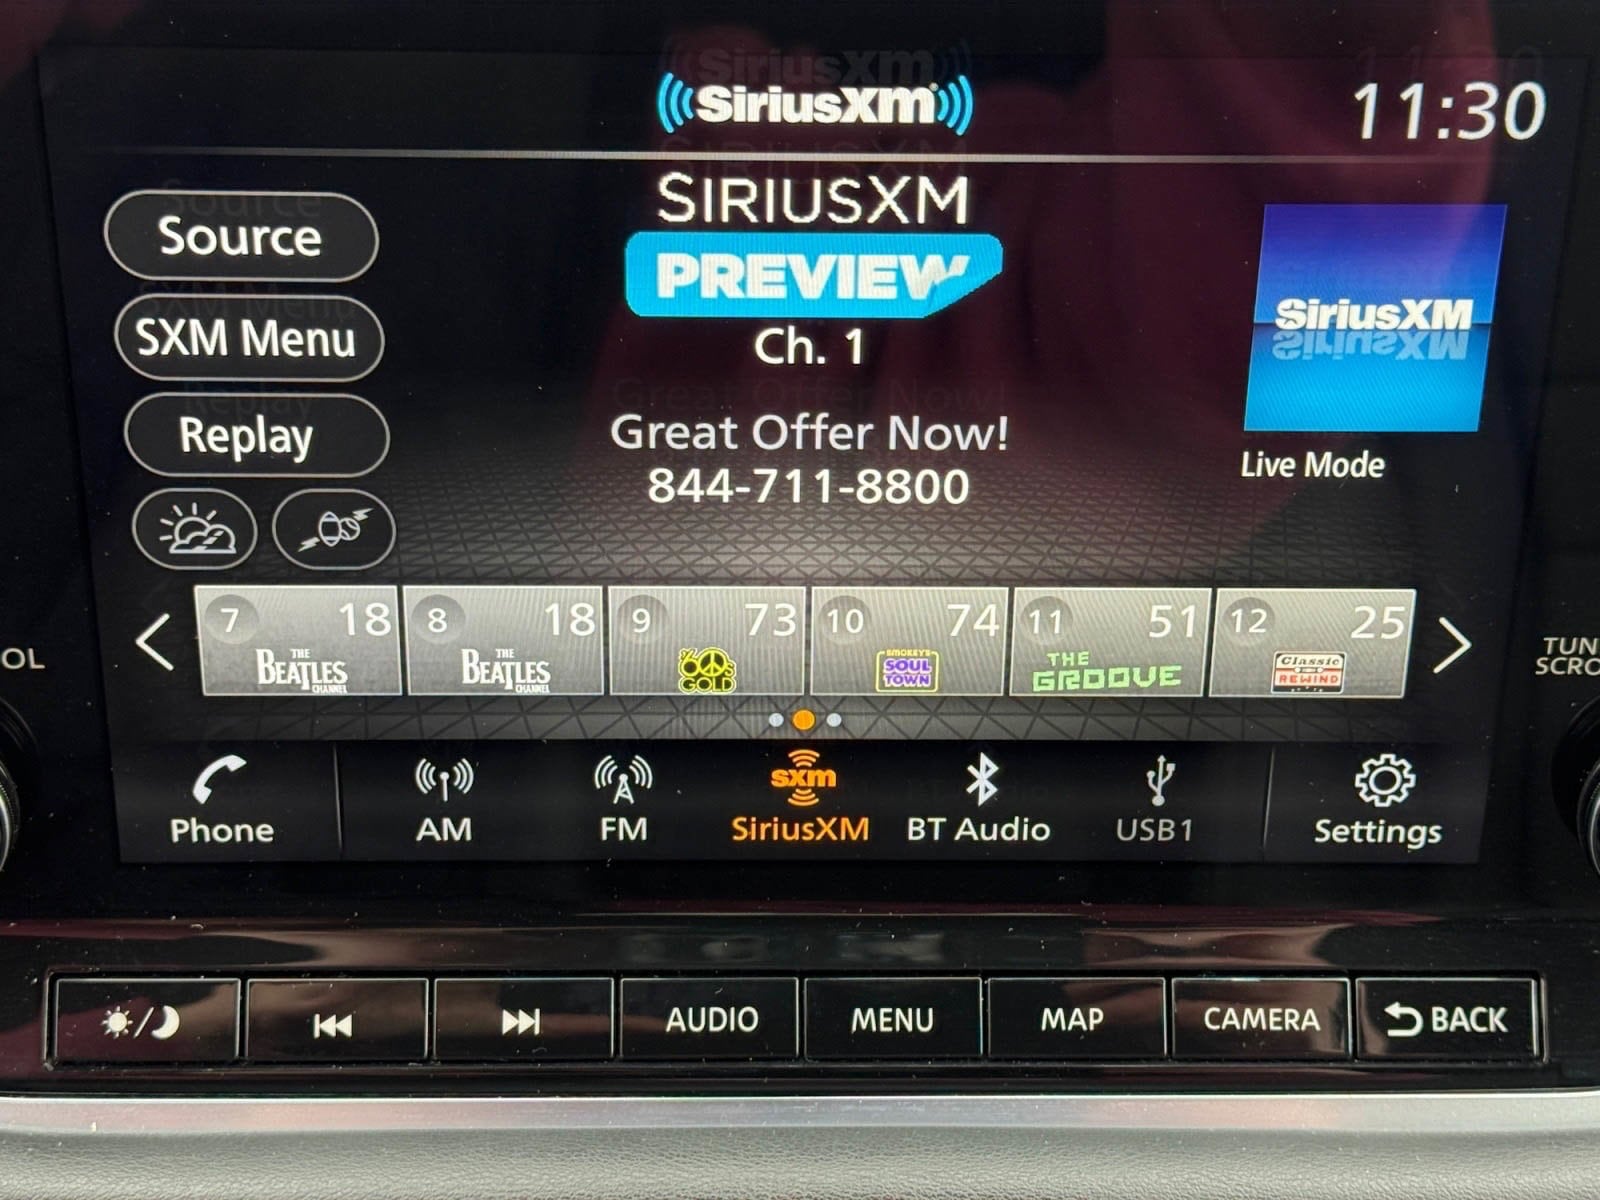 SiriusXM
11:30
Source
SXM Menu
Replay
SIRIUSXM
PREVIEW
Ch. 1
Great Offer Now!
844-711-8800
SiriusXM
Live Mode
7 18
THE
BEATLES
CHANNEL
8 18
THE
BEATLES
CHANNEL
9 73
60s
GOLD
10 74
SMOKEY'S
SOUL
TOWN
11 51
THE
GROOVE
12 25
Classic
REWIND
OL
TUN
SCRO
Phone
AM
FM
sxm
SiriusXM
BT Audio
USB1
Settings
AUDIO
MENU
MAP
CAMERA
BACK